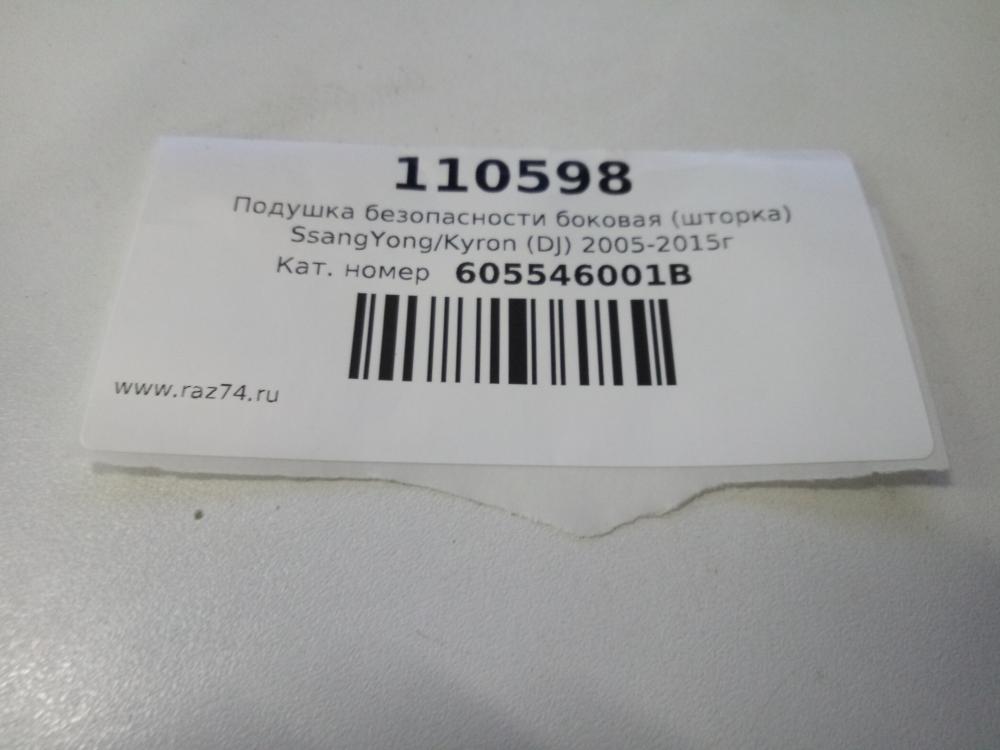 110598
Подушка безопасности боковая (шторка)
SsangYong/Kyron (DJ) 2005-2015г
Кат. номер 605546001B
www.raz74.ru